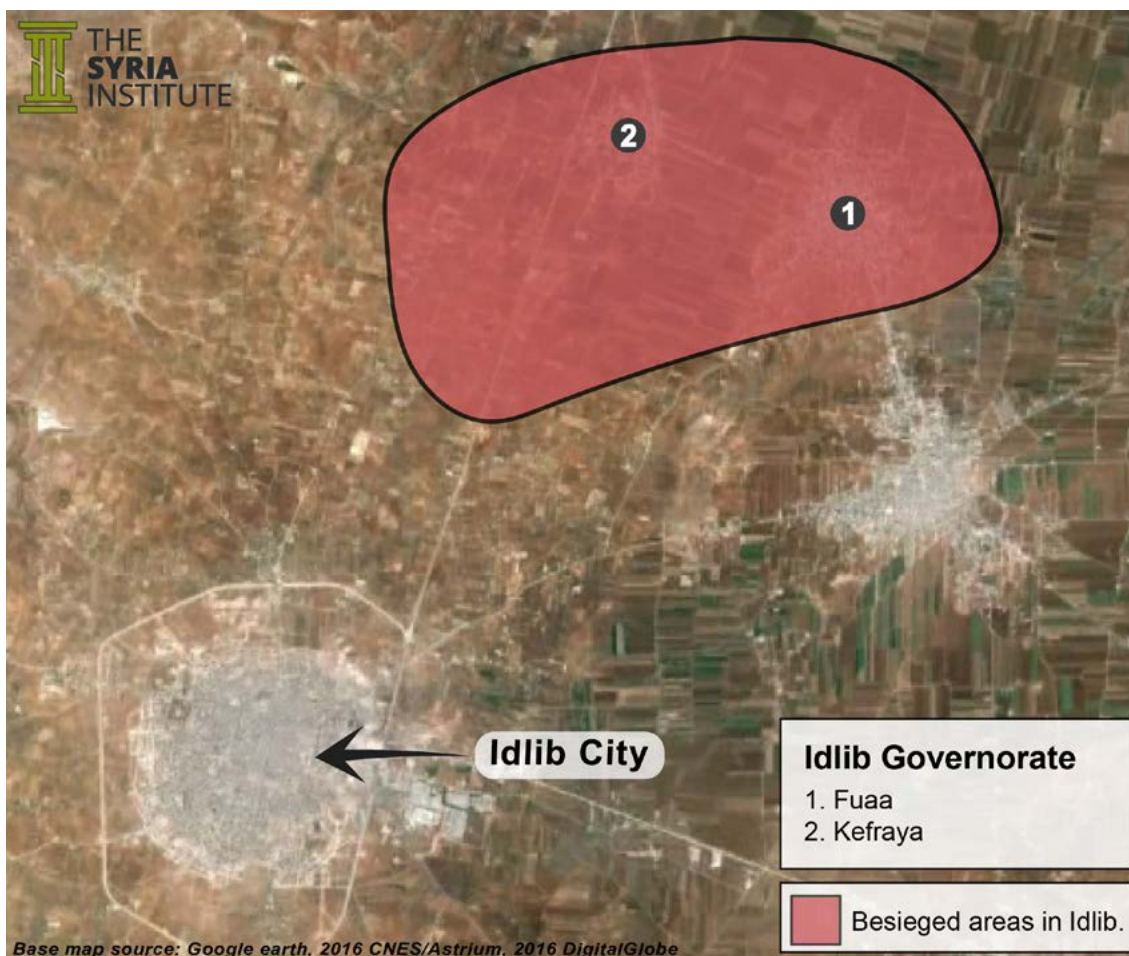 THE
SYRIA
INSTITUTE
2
1
Idlib City
Idlib Governorate
1. Fuaa
2. Kefraya
Besieged areas in Idlib.
Base map source: Google earth, 2016 CNES/Astrium, 2016 DigitalGlobe